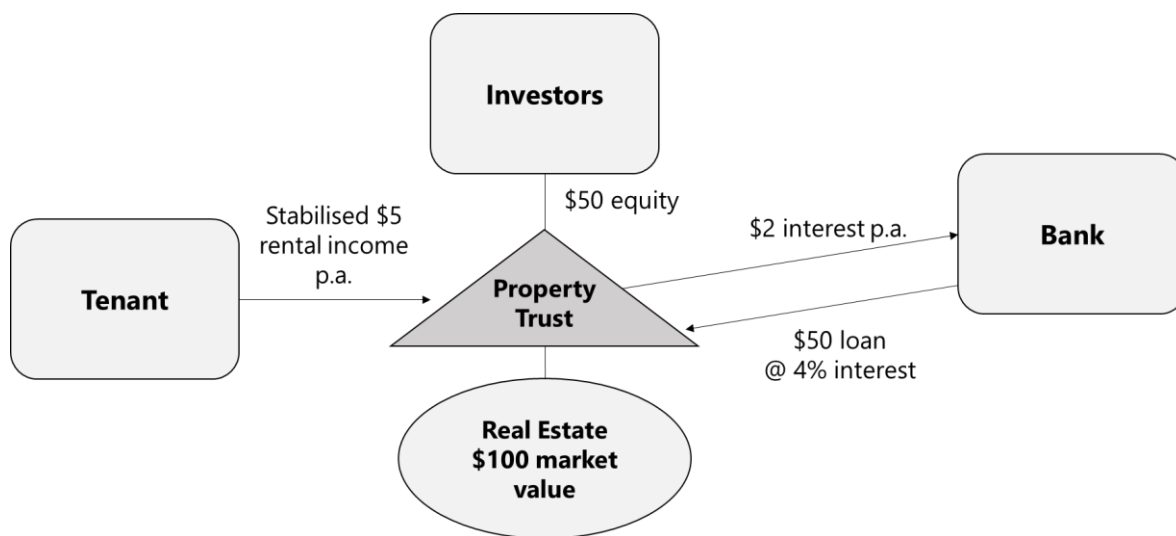 Investors
$50 equity
Stabilised $5
rental income
p.a.
Tenant
Property
Trust
$2 interest p.a.
Bank
$50 loan
@ 4% interest
Real Estate
$100 market
value